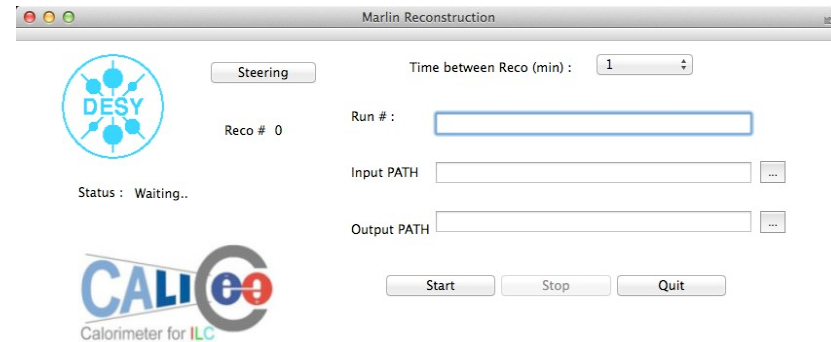 Marlin Reconstruction
Steering
Time between Reco (min) : 1
DESY
Reco # 0
Run # :
Input PATH
...
Status : Waiting..
Output PATH
...
CALICE
Start
Stop
Quit
Calorimeter for ILC